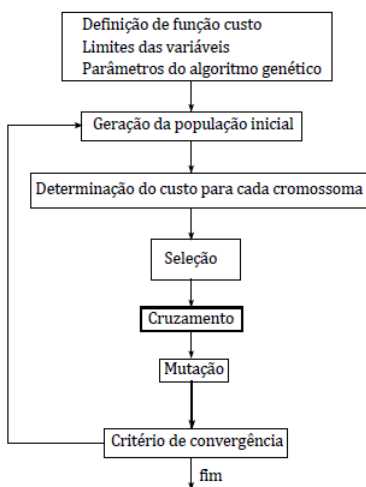 Definição de função custo
Limites das variáveis
Parâmetros do algoritmo genético
Geração da população inicial
Determinação do custo para cada cromossoma
Seleção
Cruzamento
Mutação
Critério de convergência
fim